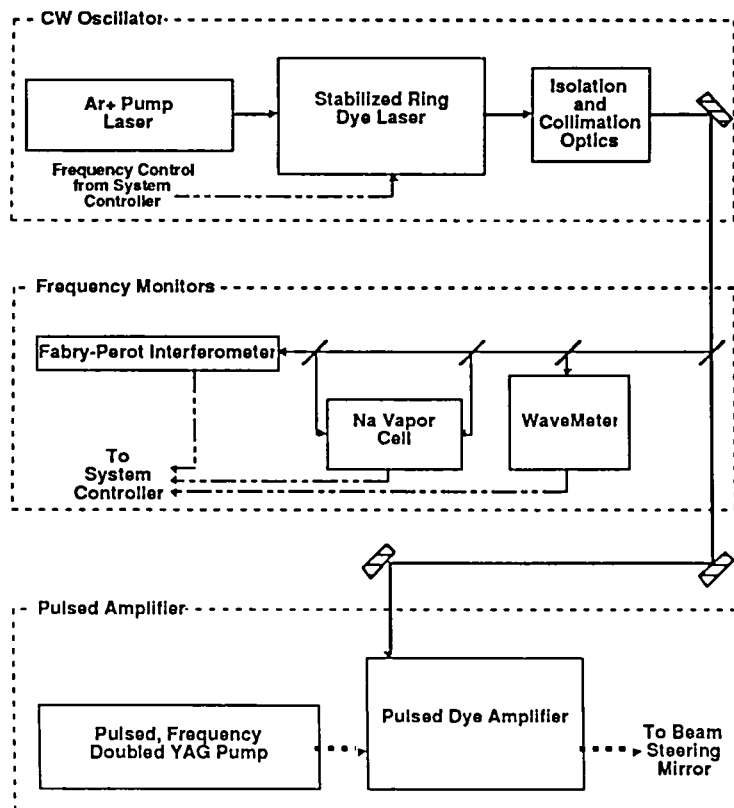 CW Oscillator
Ar+ Pump
Laser
Stabilized Ring
Dye Laser
Isolation
and
Collimation
Optics
Frequency Control
from System
Controller
Frequency Monitors
Fabry-Perot Interferometer
Na Vapor
Cell
WaveMeter
To
System
Controller
Pulsed Amplifier
Pulsed, Frequency
Doubled YAG Pump
Pulsed Dye Amplifier
To Beam
Steering
Mirror